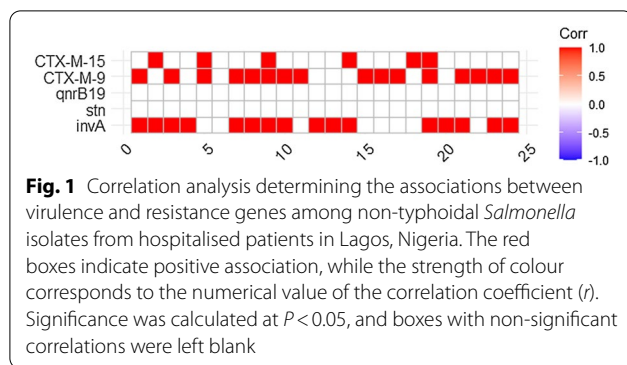 Corr
CTX-M-15
CTX-M-9
qnrB19
stn
invA
1.0
0.5
0.0
-0.5
-1.0
0
5
10
15
20
25
Fig. 1 Correlation analysis determining the associations between
virulence and resistance genes among non-typhoidal Salmonella
isolates from hospitalised patients in Lagos, Nigeria. The red
boxes indicate positive association, while the strength of colour
corresponds to the numerical value of the correlation coefficient (r).
Significance was calculated at P < 0.05, and boxes with non-significant
correlations were left blank